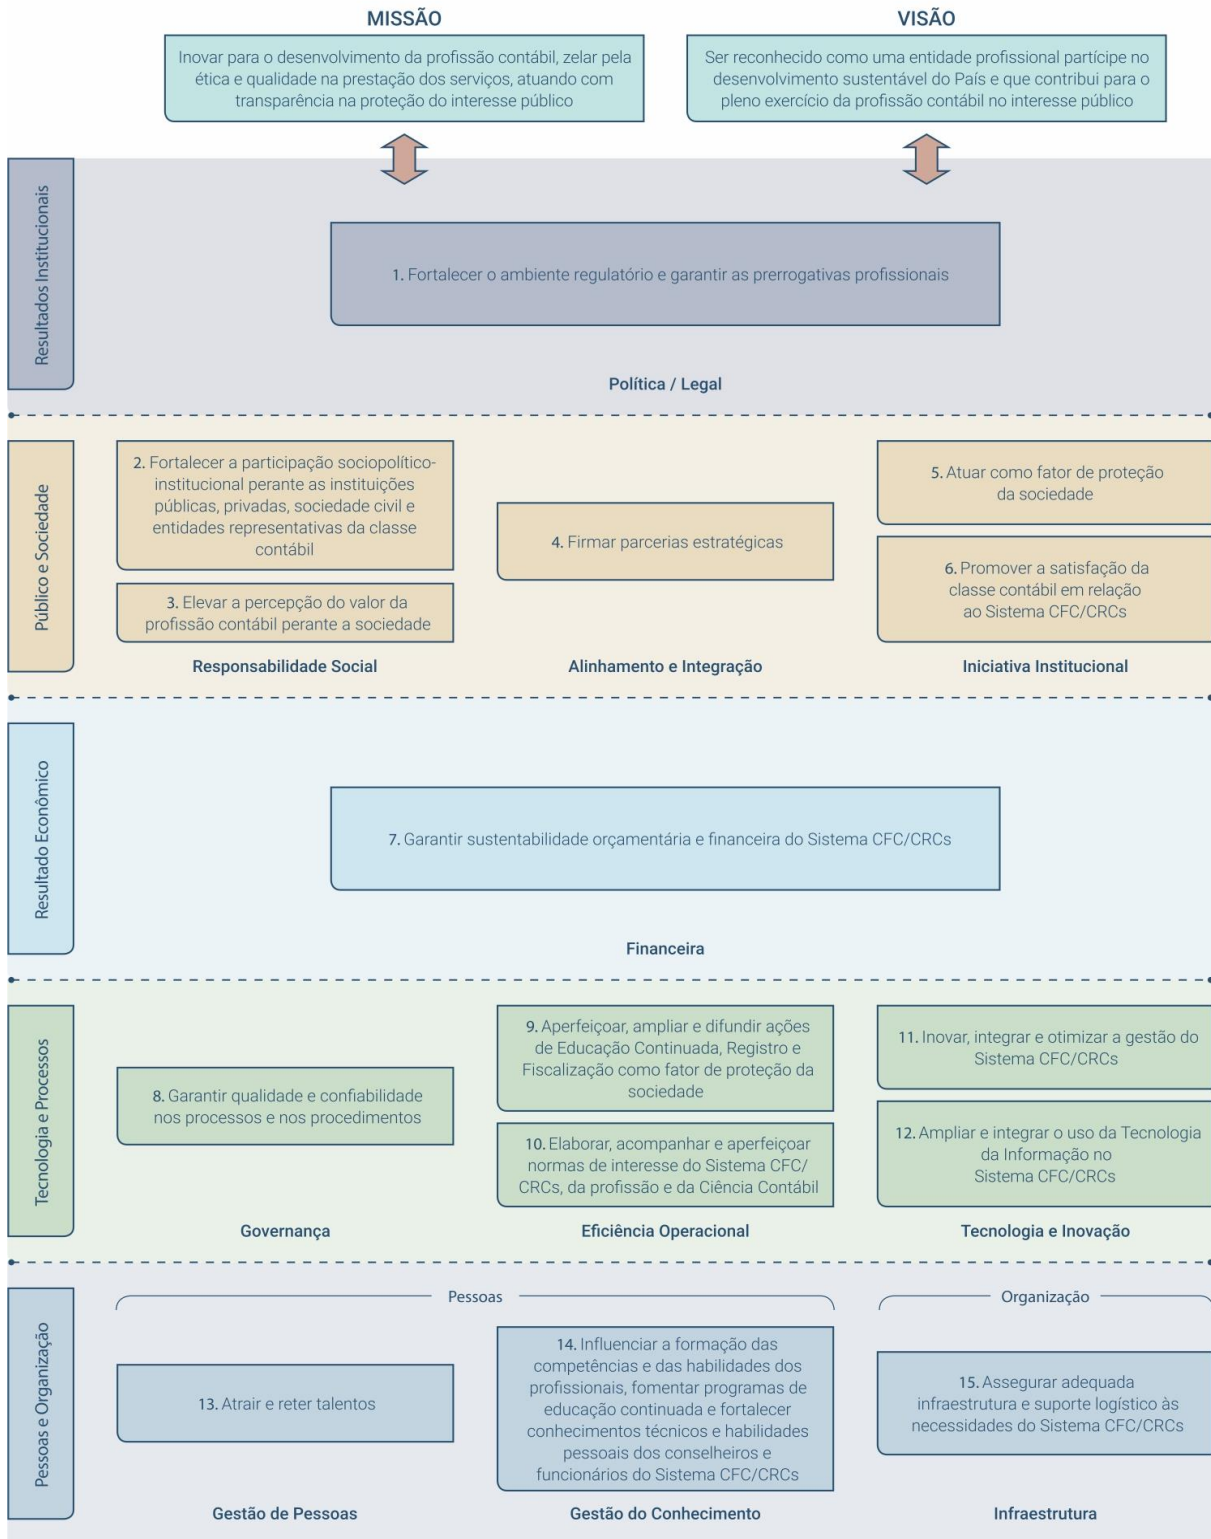 MISSÃO
Inovar para o desenvolvimento da profissão contábil, zelar pela
ética e qualidade na prestação dos serviços, atuando com
transparência na proteção do interesse público
VISÃO
Ser reconhecido como uma entidade profissional partícipe no
desenvolvimento sustentável do País e que contribui para o
pleno exercício da profissão contábil no interesse público
Resultados Institucionais
1. Fortalecer o ambiente regulatório e garantir as prerrogativas profissionais
Política / Legal
Público e Sociedade
2. Fortalecer a participação sociopolítico-
institucional perante as instituições
públicas, privadas, sociedade civil e
entidades representativas da classe
contábil
3. Elevar a percepção do valor da
profissão contábil perante a sociedade
Responsabilidade Social
4. Firmar parcerias estratégicas
Alinhamento e Integração
5. Atuar como fator de proteção
da sociedade
6. Promover a satisfação da
classe contábil em relação
ao Sistema CFC/CRCs
Iniciativa Institucional
Resultado Econômico
7. Garantir sustentabilidade orçamentária e financeira do Sistema CFC/CRCs
Financeira
Tecnologia e Processos
8. Garantir qualidade e confiabilidade
nos processos e nos procedimentos
Governança
9. Aperfeiçoar, ampliar e difundir ações
de Educação Continuada, Registro e
Fiscalização como fator de proteção da
sociedade
10. Elaborar, acompanhar e aperfeiçoar
normas de interesse do Sistema CFC/
CRCs, da profissão e da Ciência Contábil
Eficiência Operacional
11. Inovar, integrar e otimizar a gestão do
Sistema CFC/CRCs
12. Ampliar e integrar o uso da Tecnologia
da Informação no
Sistema CFC/CRCs
Tecnologia e Inovação
Pessoas e Organização
Pessoas
13. Atrair e reter talentos
Gestão de Pessoas
14. Influenciar a formação das
competências e das habilidades dos
profissionais, fomentar programas de
educação continuada e fortalecer
conhecimentos técnicos e habilidades
pessoais dos conselheiros e
funcionários do Sistema CFC/CRCs
Gestão do Conhecimento
Organização
15. Assegurar adequada
infraestrutura e suporte logístico às
necesidades do Sistema CFC/CRCs
Infraestrutura